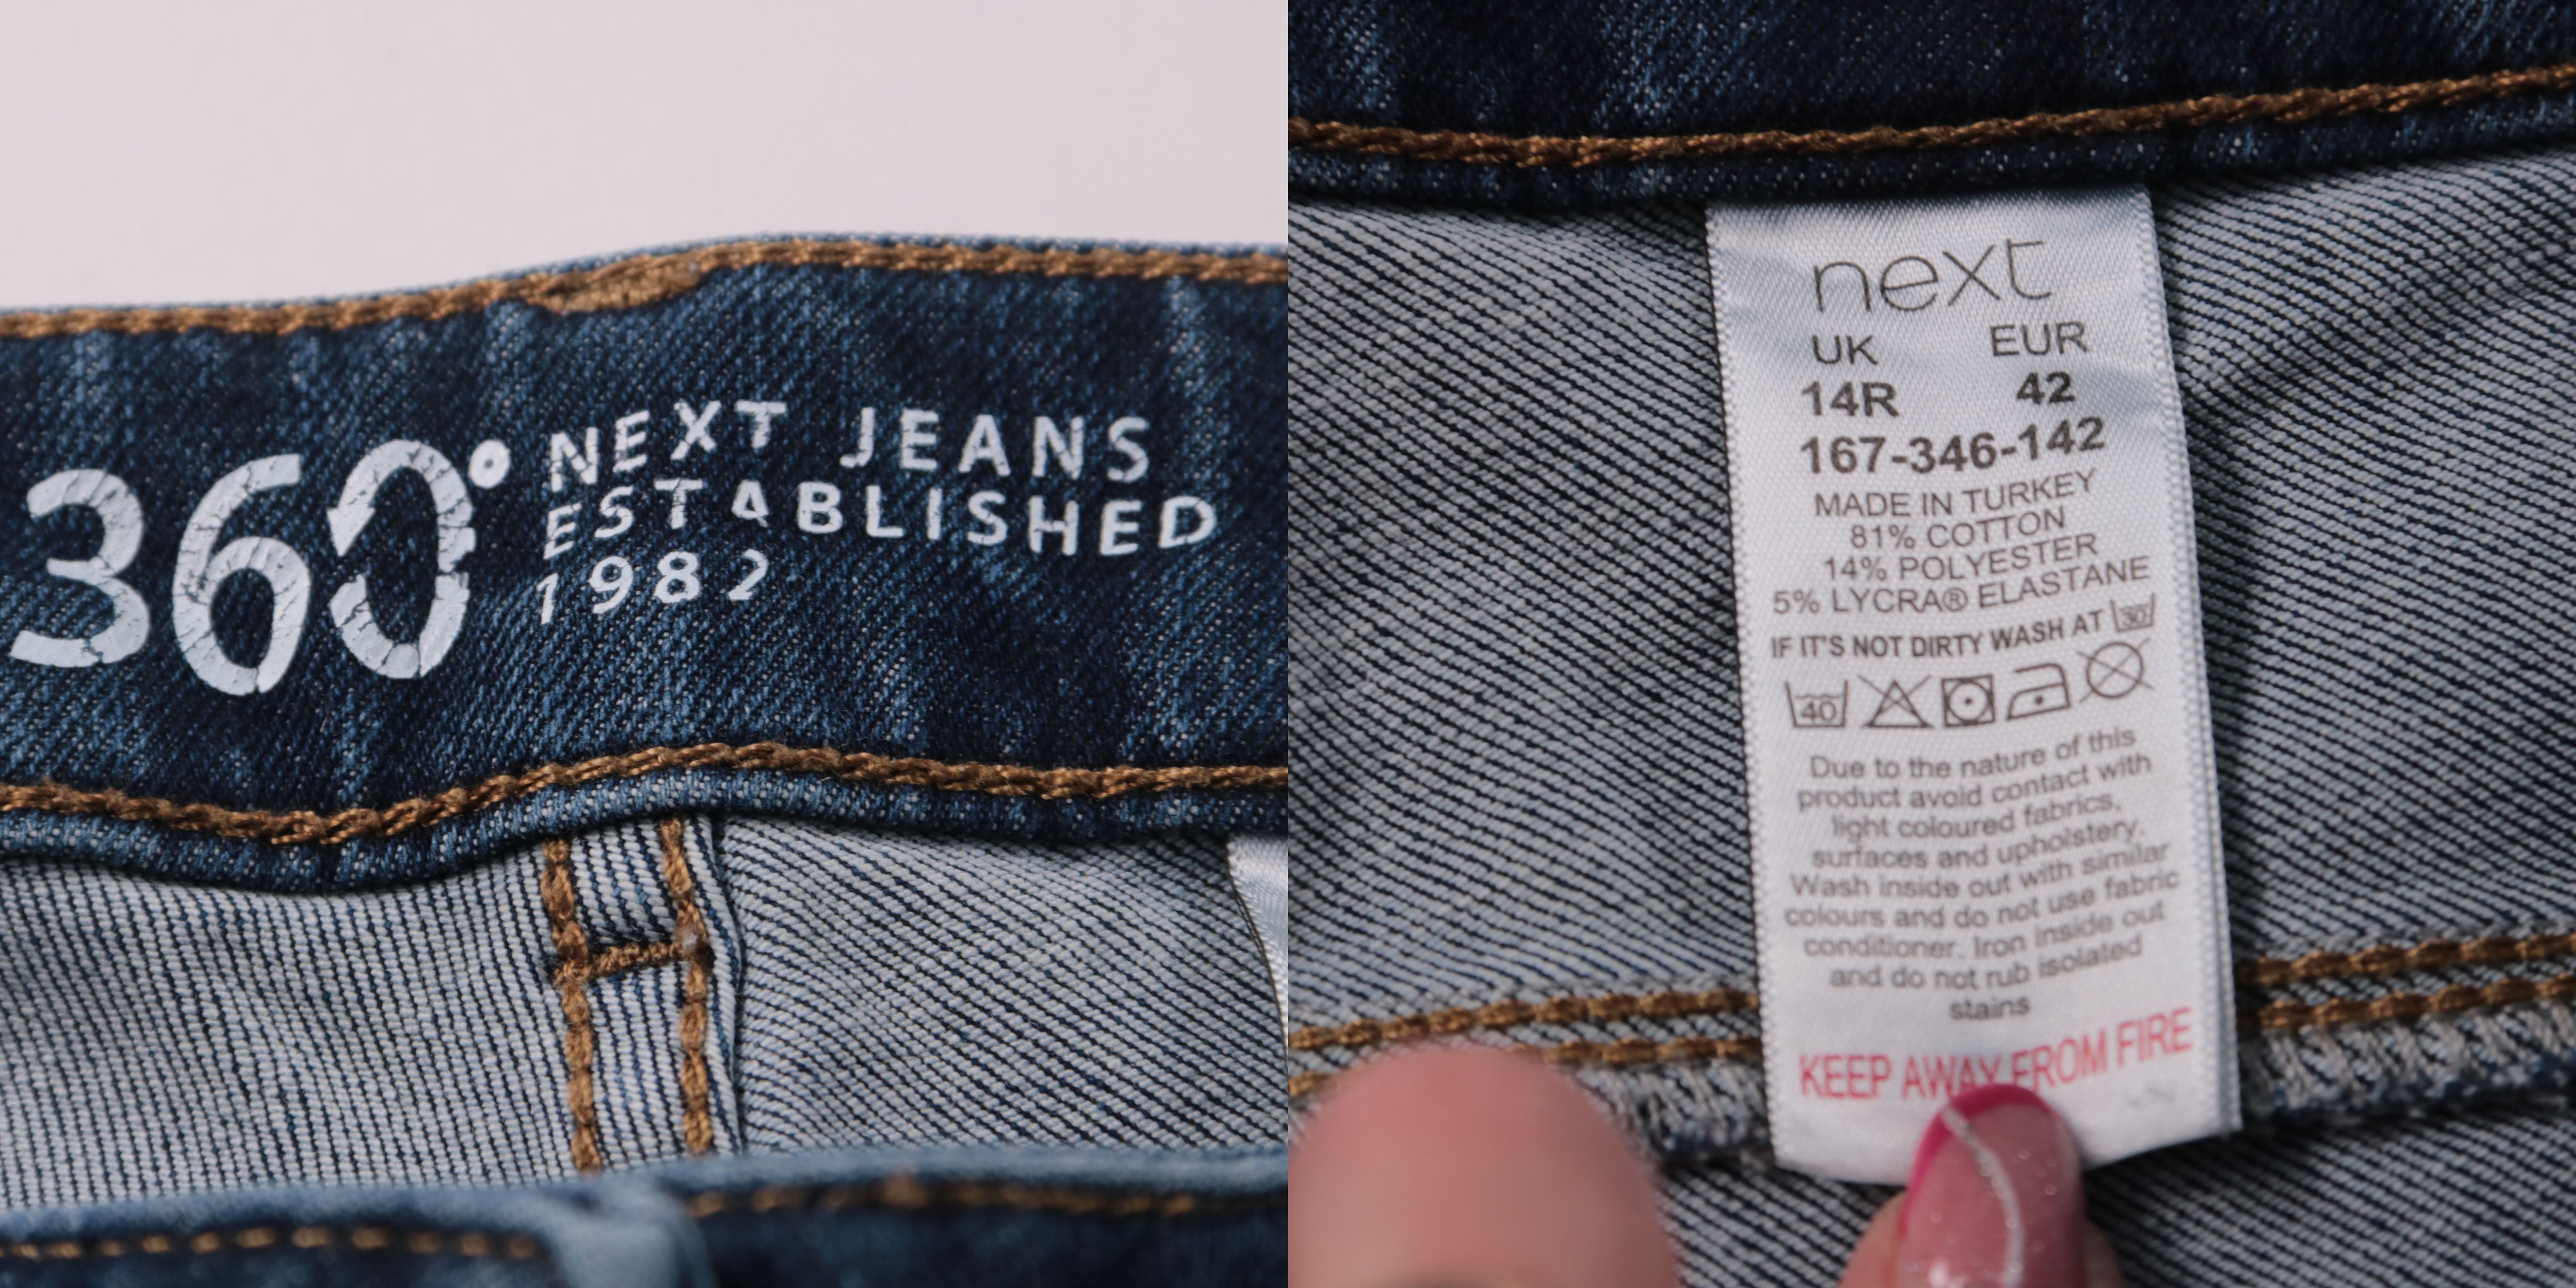 360°
NEXT JEANS
ESTABLISHED
1982
next
UK EUR
14R 42
167-346-142
MADE IN TURKEY
81% COTTON
14% POLYESTER
5% LYCRA® ELASTANE
IF IT'S NOT DIRTY WASH AT 30
40
Due to the nature of this
product avoid contact with
light coloured fabrics,
surfaces and upholstery.
Wash inside out with similar
colours and do not use fabric
conditioner. Iron inside out
and do not rub isolated
stains
KEEP AWAY FROM FIRE